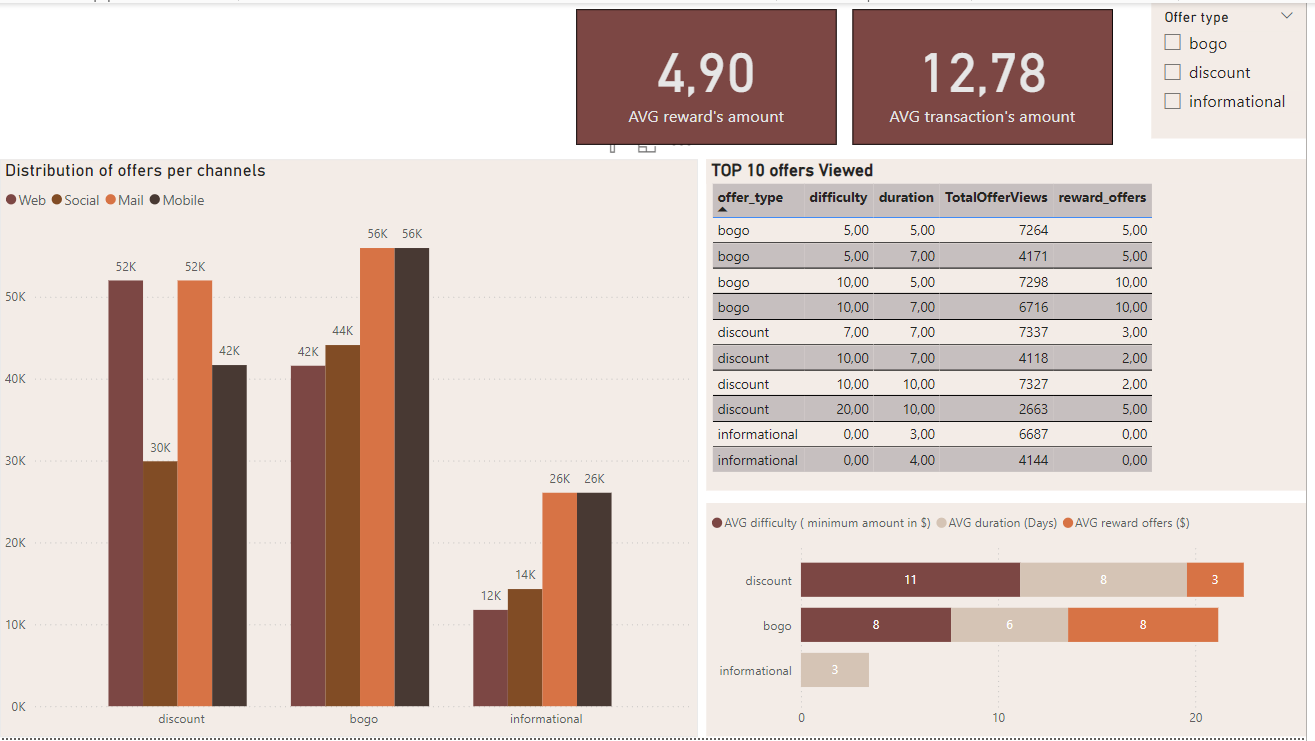 4,90
AVG reward's amount
12,78
AVG transaction's amount
Offer type
bogo
discount
informational
Distribution of offers per channels
Web Social Mail Mobile
50K
40K
30K
20K
10K
0K
52K 30K 52K 42K
42K 44K 56K 56K
12K 14K 26K 26K
discount bogo informational
TOP 10 offers Viewed
offer_type difficulty duration TotalOfferViews reward_offers
bogo 5,00 5,00 7264 5,00
bogo 5,00 7,00 4171 5,00
bogo 10,00 5,00 7298 10,00
bogo 10,00 7,00 6716 10,00
discount 7,00 7,00 7337 3,00
discount 10,00 7,00 4118 2,00
discount 10,00 10,00 7327 2,00
discount 20,00 10,00 2663 5,00
informational 0,00 3,00 6687 0,00
informational 0,00 4,00 4144 0,00
AVG difficulty ( minimum amount in $) AVG duration (Days) AVG reward offers ($)
discount 11 8 3
bogo 8 6 8
informational 3
0 10 20